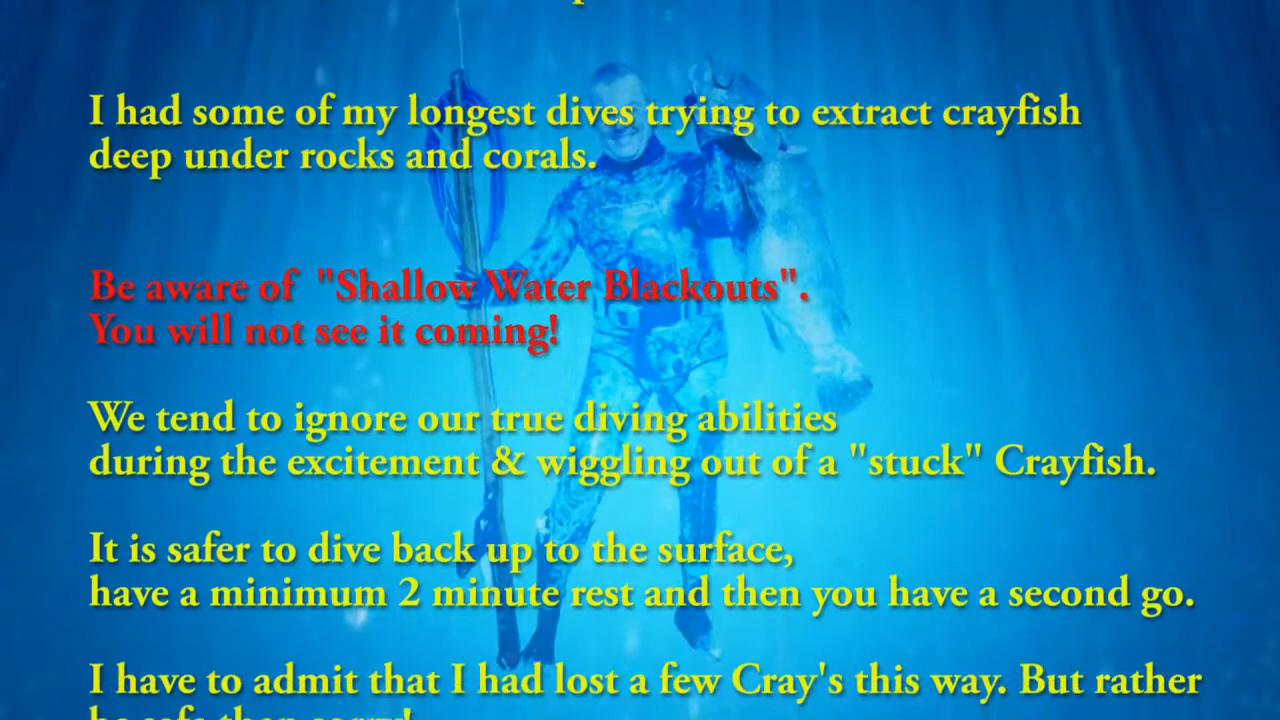 I had some of my longest dives trying to extract crayfish
deep under rocks and corals.
Be aware of  "Shallow Water Blackouts".
You will not see it coming!
We tend to ignore our true diving abilities
during the excitement & wiggling out of a "stuck" Crayfish.
It is safer to dive back up to the surface,
have a minimum 2 minute rest and then you have a second go.
I have to admit that I had lost a few Cray's this way. But rather
be safe than sorry!